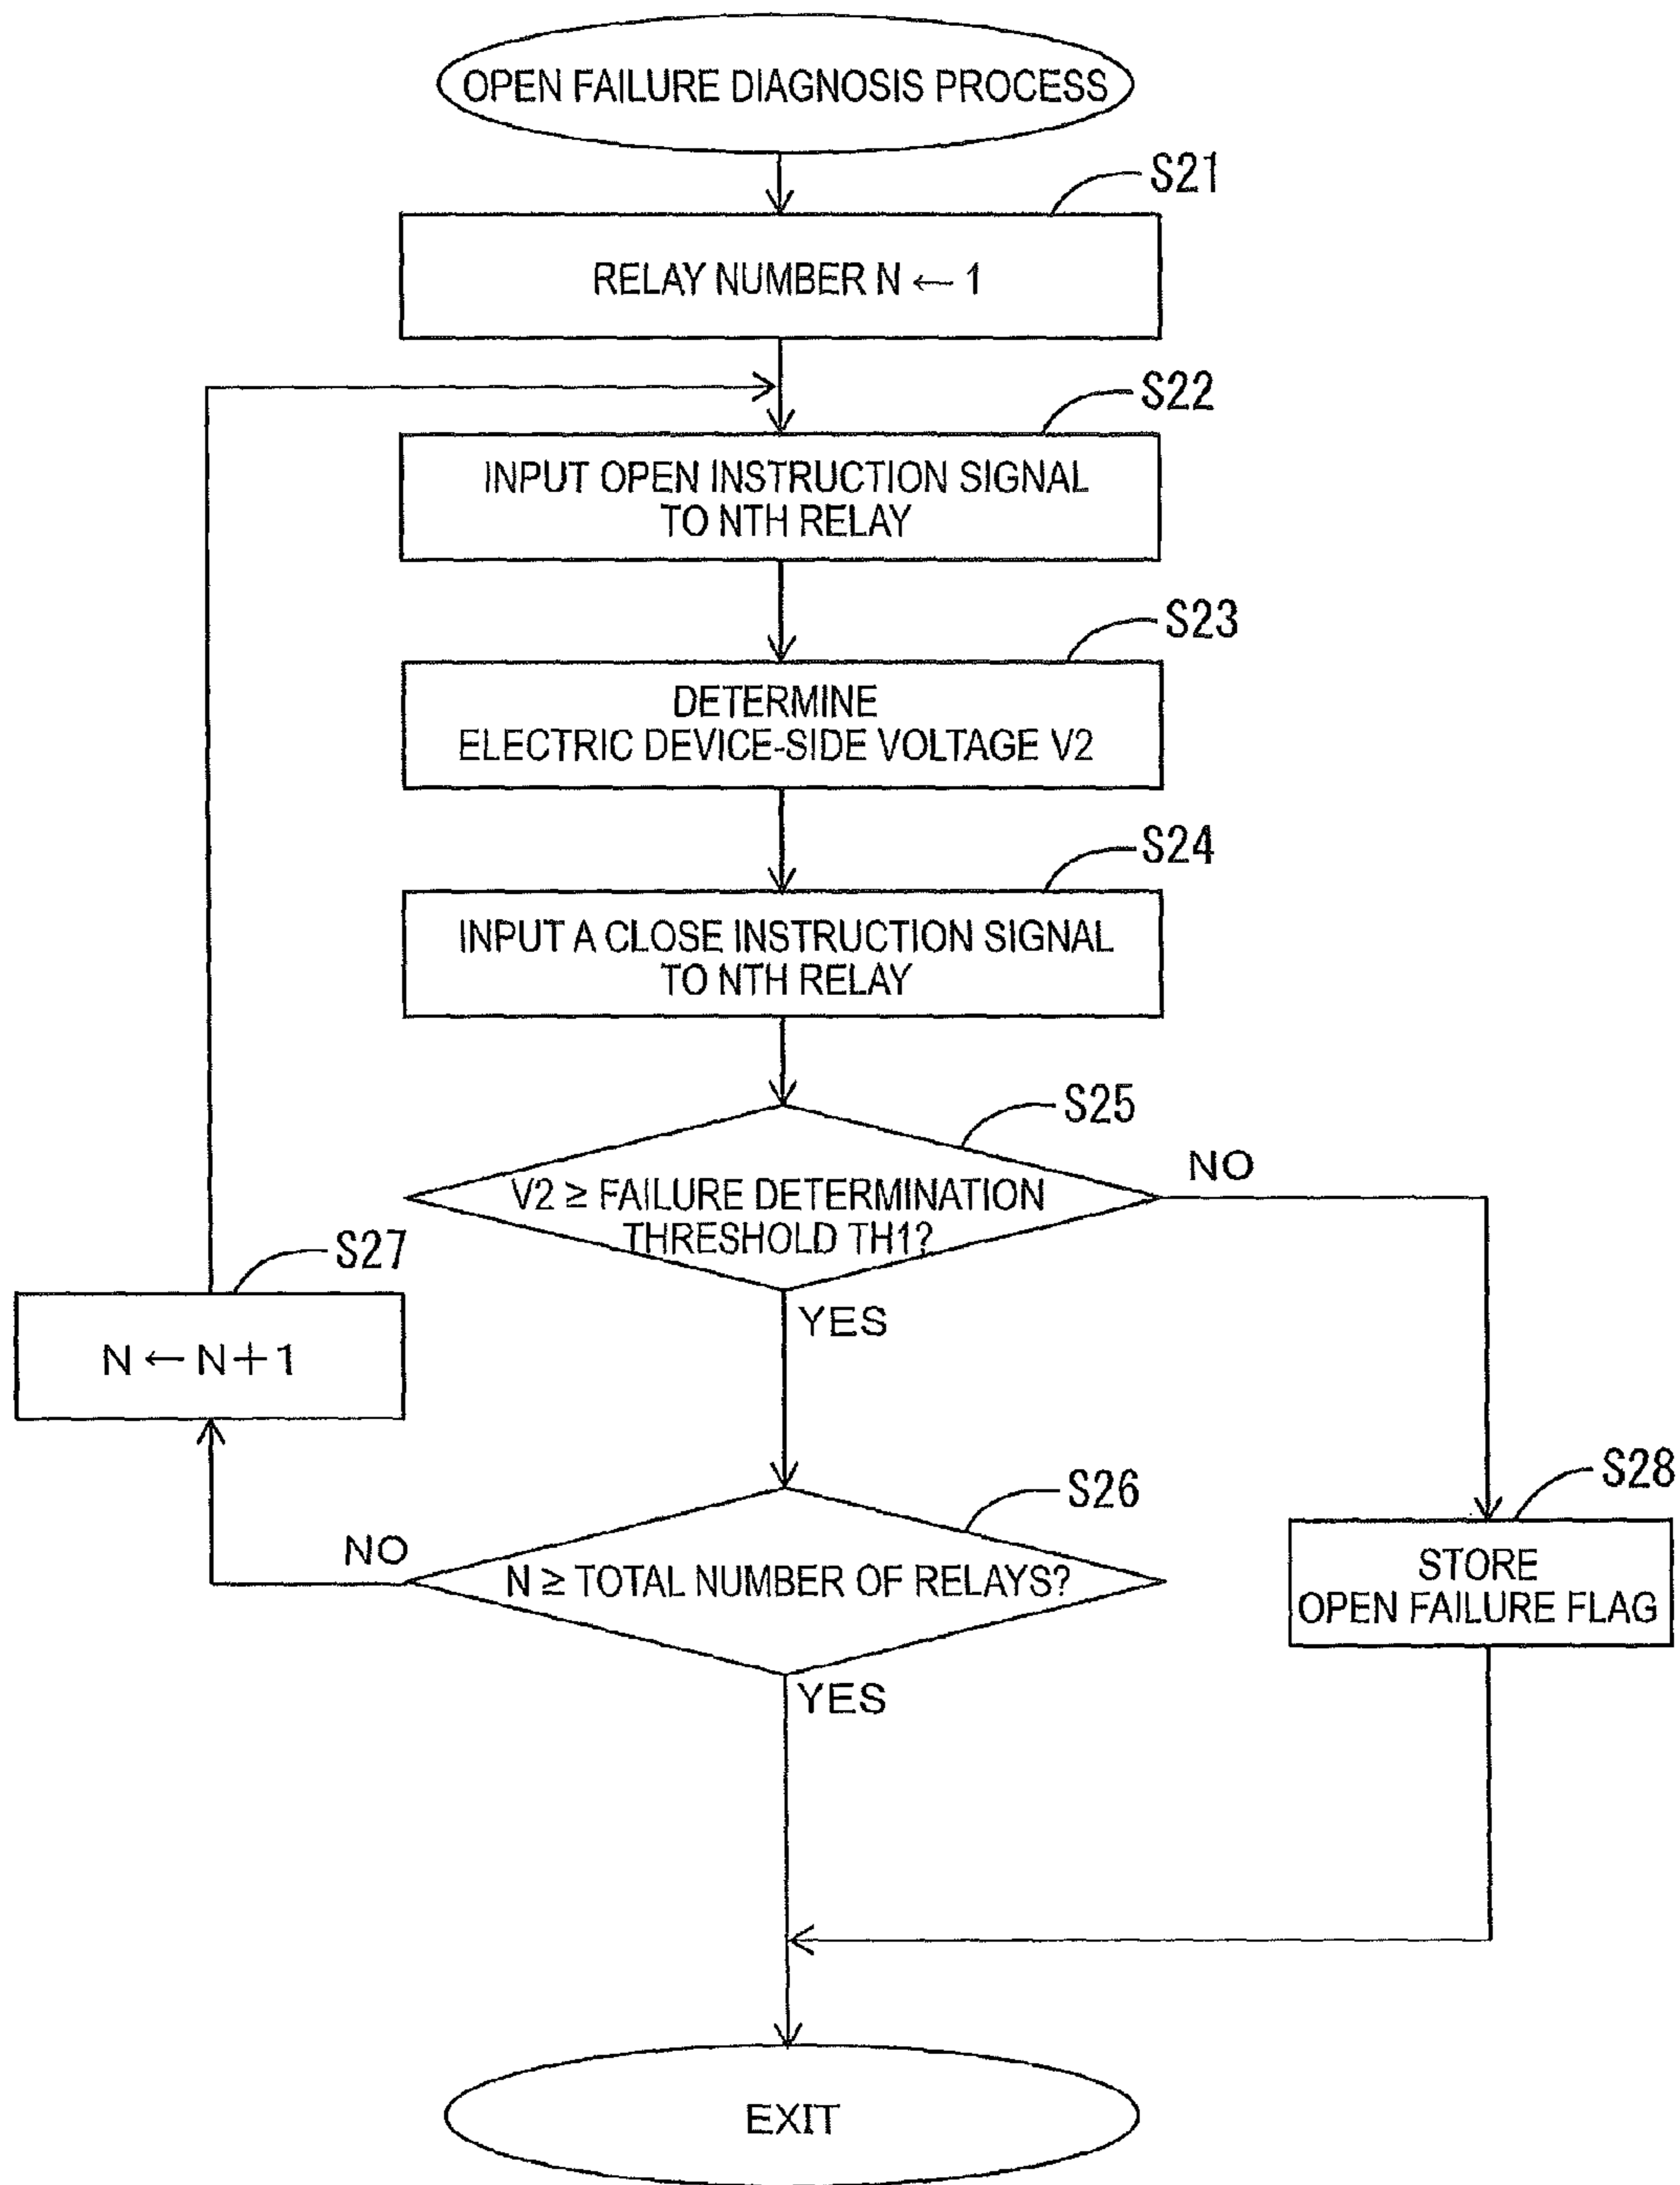 OPEN FAILURE DIAGNOSIS PROCESS
S21
RELAY NUMBER N ← 1
S22
INPUT OPEN INSTRUCTION SIGNAL
TO NTH RELAY
S23
DETERMINE
ELECTRIC DEVICE-SIDE VOLTAGE V2
S24
INPUT A CLOSE INSTRUCTION SIGNAL
TO NTH RELAY
S25
V2 ≥ FAILURE DETERMINATION
THRESHOLD TH1?
NO
YES
S27
N ← N+1
S26
N ≥ TOTAL NUMBER OF RELAYS?
NO
YES
S28
STORE
OPEN FAILURE FLAG
EXIT